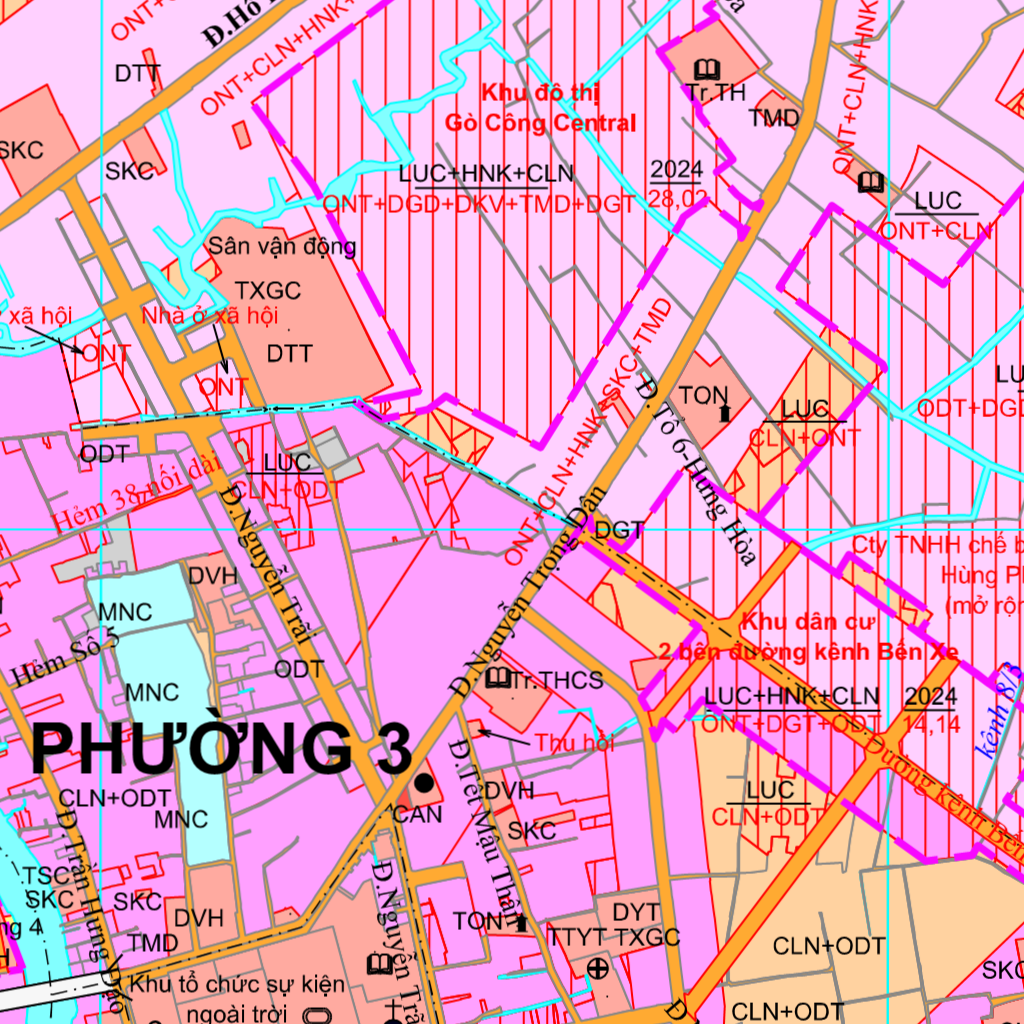 ONT+
Đ.Hồ
ONT+CLN+HNK+
DTT
SKC
SKC
Tr.TH
TMD
ONT+CLN+HNK
Khu đô thị
Gò Công Central
LUC+HNK+CLN
ONT+DGD+DKV+TMD+DGT
2024
28,02
LUC
ONT+CLN
Sân vận động
TXGC
DTT
xã hội
Nhà ở xã hội
ONT
ONT
ODT
LUC
CLN+ODT
Hẻm 38 nối dài
Đ.Nguyễn Trãi
ONT+CLN+HNK+SKC+TMD
TON
Đ.Tổ 6-Hưng Hòa
LUC
CLN+ONT
ODT+DGD
DGT
Đ.Nguyễn Trọng Dân
Cty TNHH chế b
Hùng P
(mở rộn
DVH
MNC
Hẻm Số 5
MNC
ODT
Khu dân cư
2 bên đường kênh Bến Xe
LUC+HNK+CLN
ONT+DGT+ODT
2024
14,14
kênh 8/3
Tr.THCS
Thu hồi
PHƯỜNG 3
Đường kênh Bến
Đ.Tết Mậu Thân
DVH
SKC
CAN
LUC
CLN+ODT
CLN+ODT
MNC
Đ.Trần Hưng Đạo
TSC
SKC
SKC
DVH
TMD
ng 4
H
Đ.Nguyễn Trã
TON
DYT
TTYT TXGC
CLN+ODT
SKC
CLN+ODT
Khu tổ chức sự kiện
ngoài trời
Đ